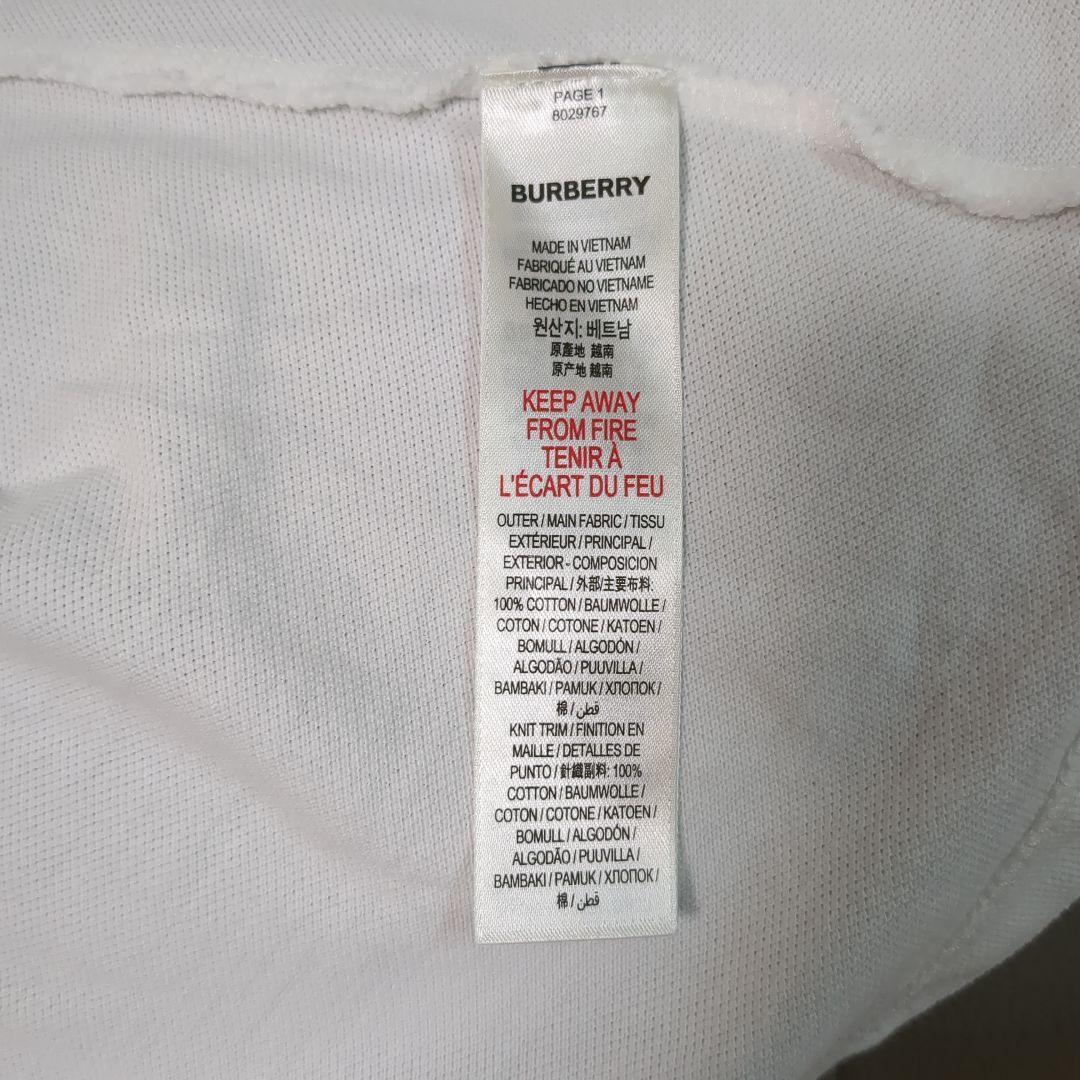 PAGE 1
8029767
BURBERRY
MADE IN VIETNAM
FABRIQUÉ AU VIETNAM
FABRICADO NO VIETNAME
HECHO EN VIETNAM
원산지: 베트남
原產地 越南
原产地 越南
KEEP AWAY
FROM FIRE
TENIR À
L'ÉCART DU FEU
OUTER / MAIN FABRIC / TISSU
EXTÉRIEUR / PRINCIPAL /
EXTERIOR - COMPOSICION
PRINCIPAL / 外部/主要布料:
100% COTTON / BAUMWOLLE /
COTON / COTONE / KATOEN /
BOMULL / ALGODÓN /
ALGODÃO / PUUVILLA /
BAMBAKI / PAMUK / ХЛОПОК /
棉 / قطن
KNIT TRIM / FINITION EN
MAILLE / DETALLES DE
PUNTO / 針織副料: 100%
COTTON / BAUMWOLLE /
COTON / COTONE / KATOEN /
BOMULL / ALGODÓN /
ALGODÃO / PUUVILLA /
BAMBAKI / PAMUK / ХЛОПОК /
棉 / قطن